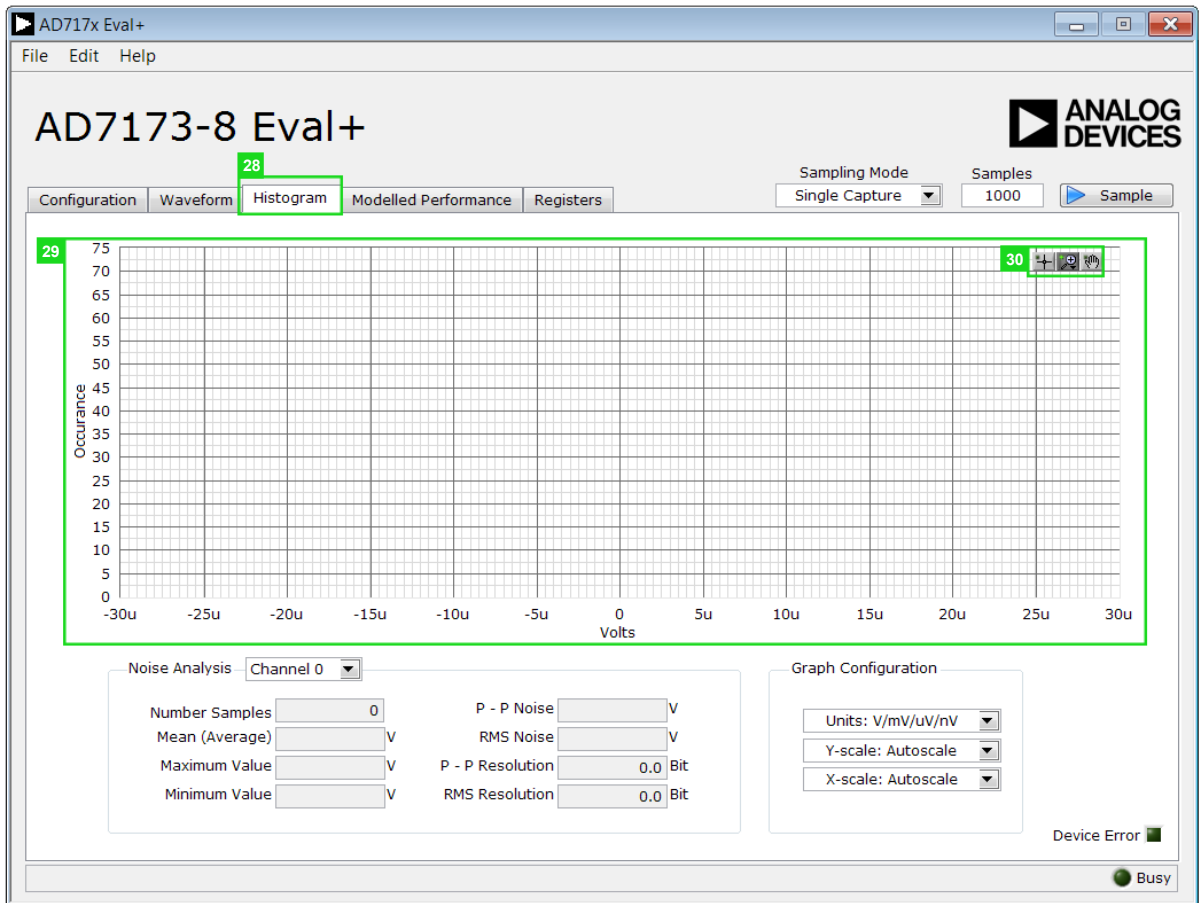 AD717x Eval+
File Edit Help
AD7173-8 Eval+
ANALOG
DEVICES
28
Sampling Mode
Samples
Configuration Waveform Histogram Modelled Performance Registers
Single Capture
1000
Sample
29
30
75
70
65
60
55
50
45
40
35
30
25
20
15
10
5
0
Occurance
-30u -25u -20u -15u -10u -5u 0 5u 10u 15u 20u 25u 30u
Volts
Noise Analysis Channel 0
Number Samples 0
Mean (Average) V
Maximum Value V
Minimum Value V
P - P Noise V
RMS Noise V
P - P Resolution 0.0 Bit
RMS Resolution 0.0 Bit
Graph Configuration
Units: V/mV/uV/nV
Y-scale: Autoscale
X-scale: Autoscale
Device Error
Busy